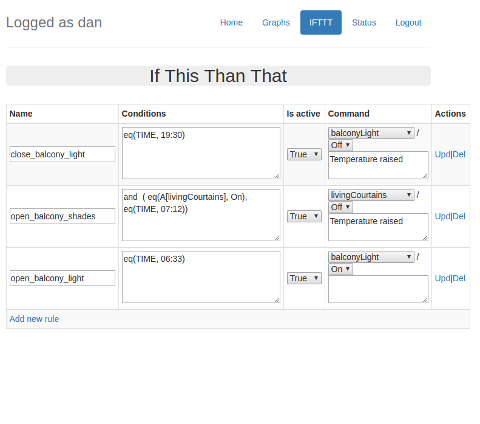 Logged as dan
Home Graphs IFTTT Status Logout
If This Than That
Name Conditions Is active Command Actions
close_balcony_light
eq(TIME, 19:30)
True
balconyLight /
Off
Temperature raised
Upd|Del
open_balcony_shades
and ( eq(A[livingCourtains], On),
eq(TIME, 07:12))
True
livingCourtains /
Off
Temperature raised
Upd|Del
open_balcony_light
eq(TIME, 06:33)
True
balconyLight /
On
Upd|Del
Add new rule